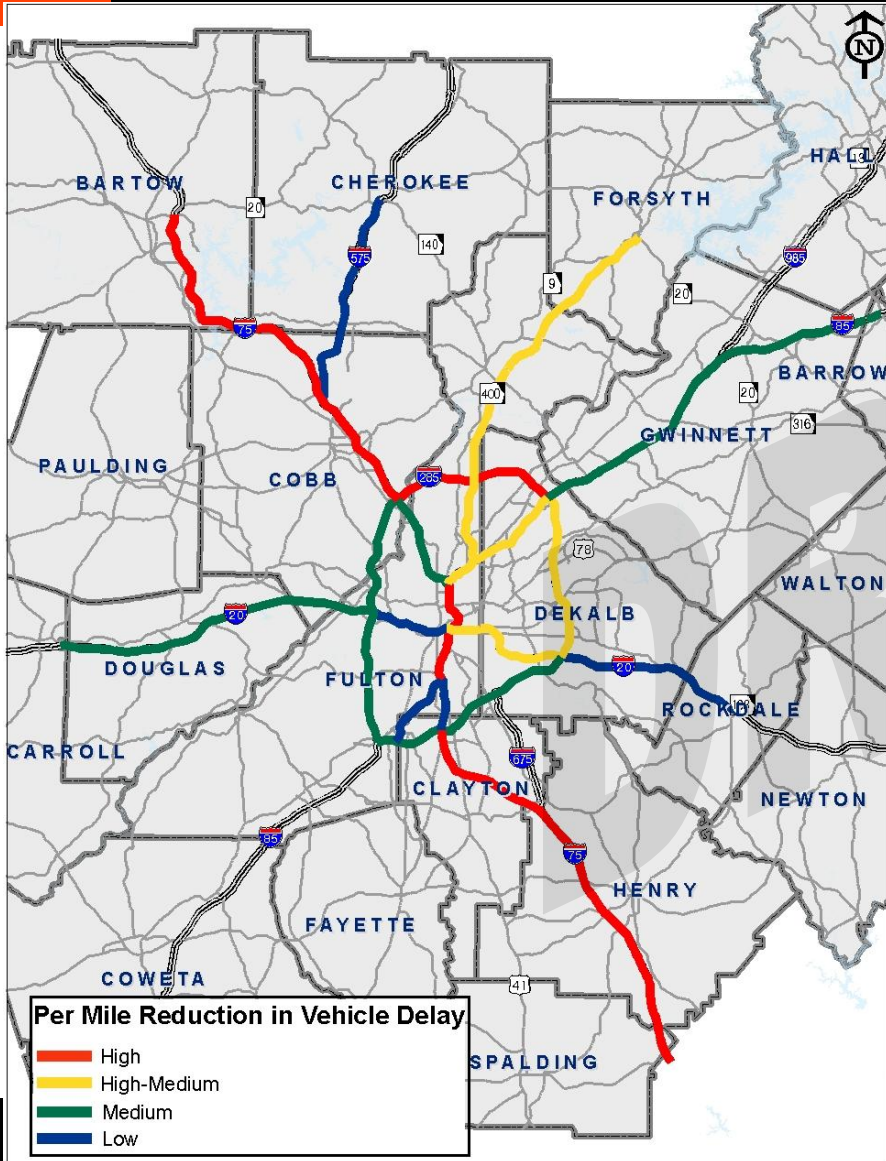 N
HALL
13
BARTOW
CHEROKEE
FORSYTH
20
140
575
985
9
20
75
85
BARROW
400
20
316
GWINNETT
PAULDING
COBB
285
78
WALTON
DEKALB
20
DOUGLAS
FULTON
20
ROCKDALE
CARROLL
675
CLAYTON
NEWTON
85
75
HENRY
FAYETTE
COWETA
41
SPALDING
Per Mile Reduction in Vehicle Delay
High
High-Medium
Medium
Low